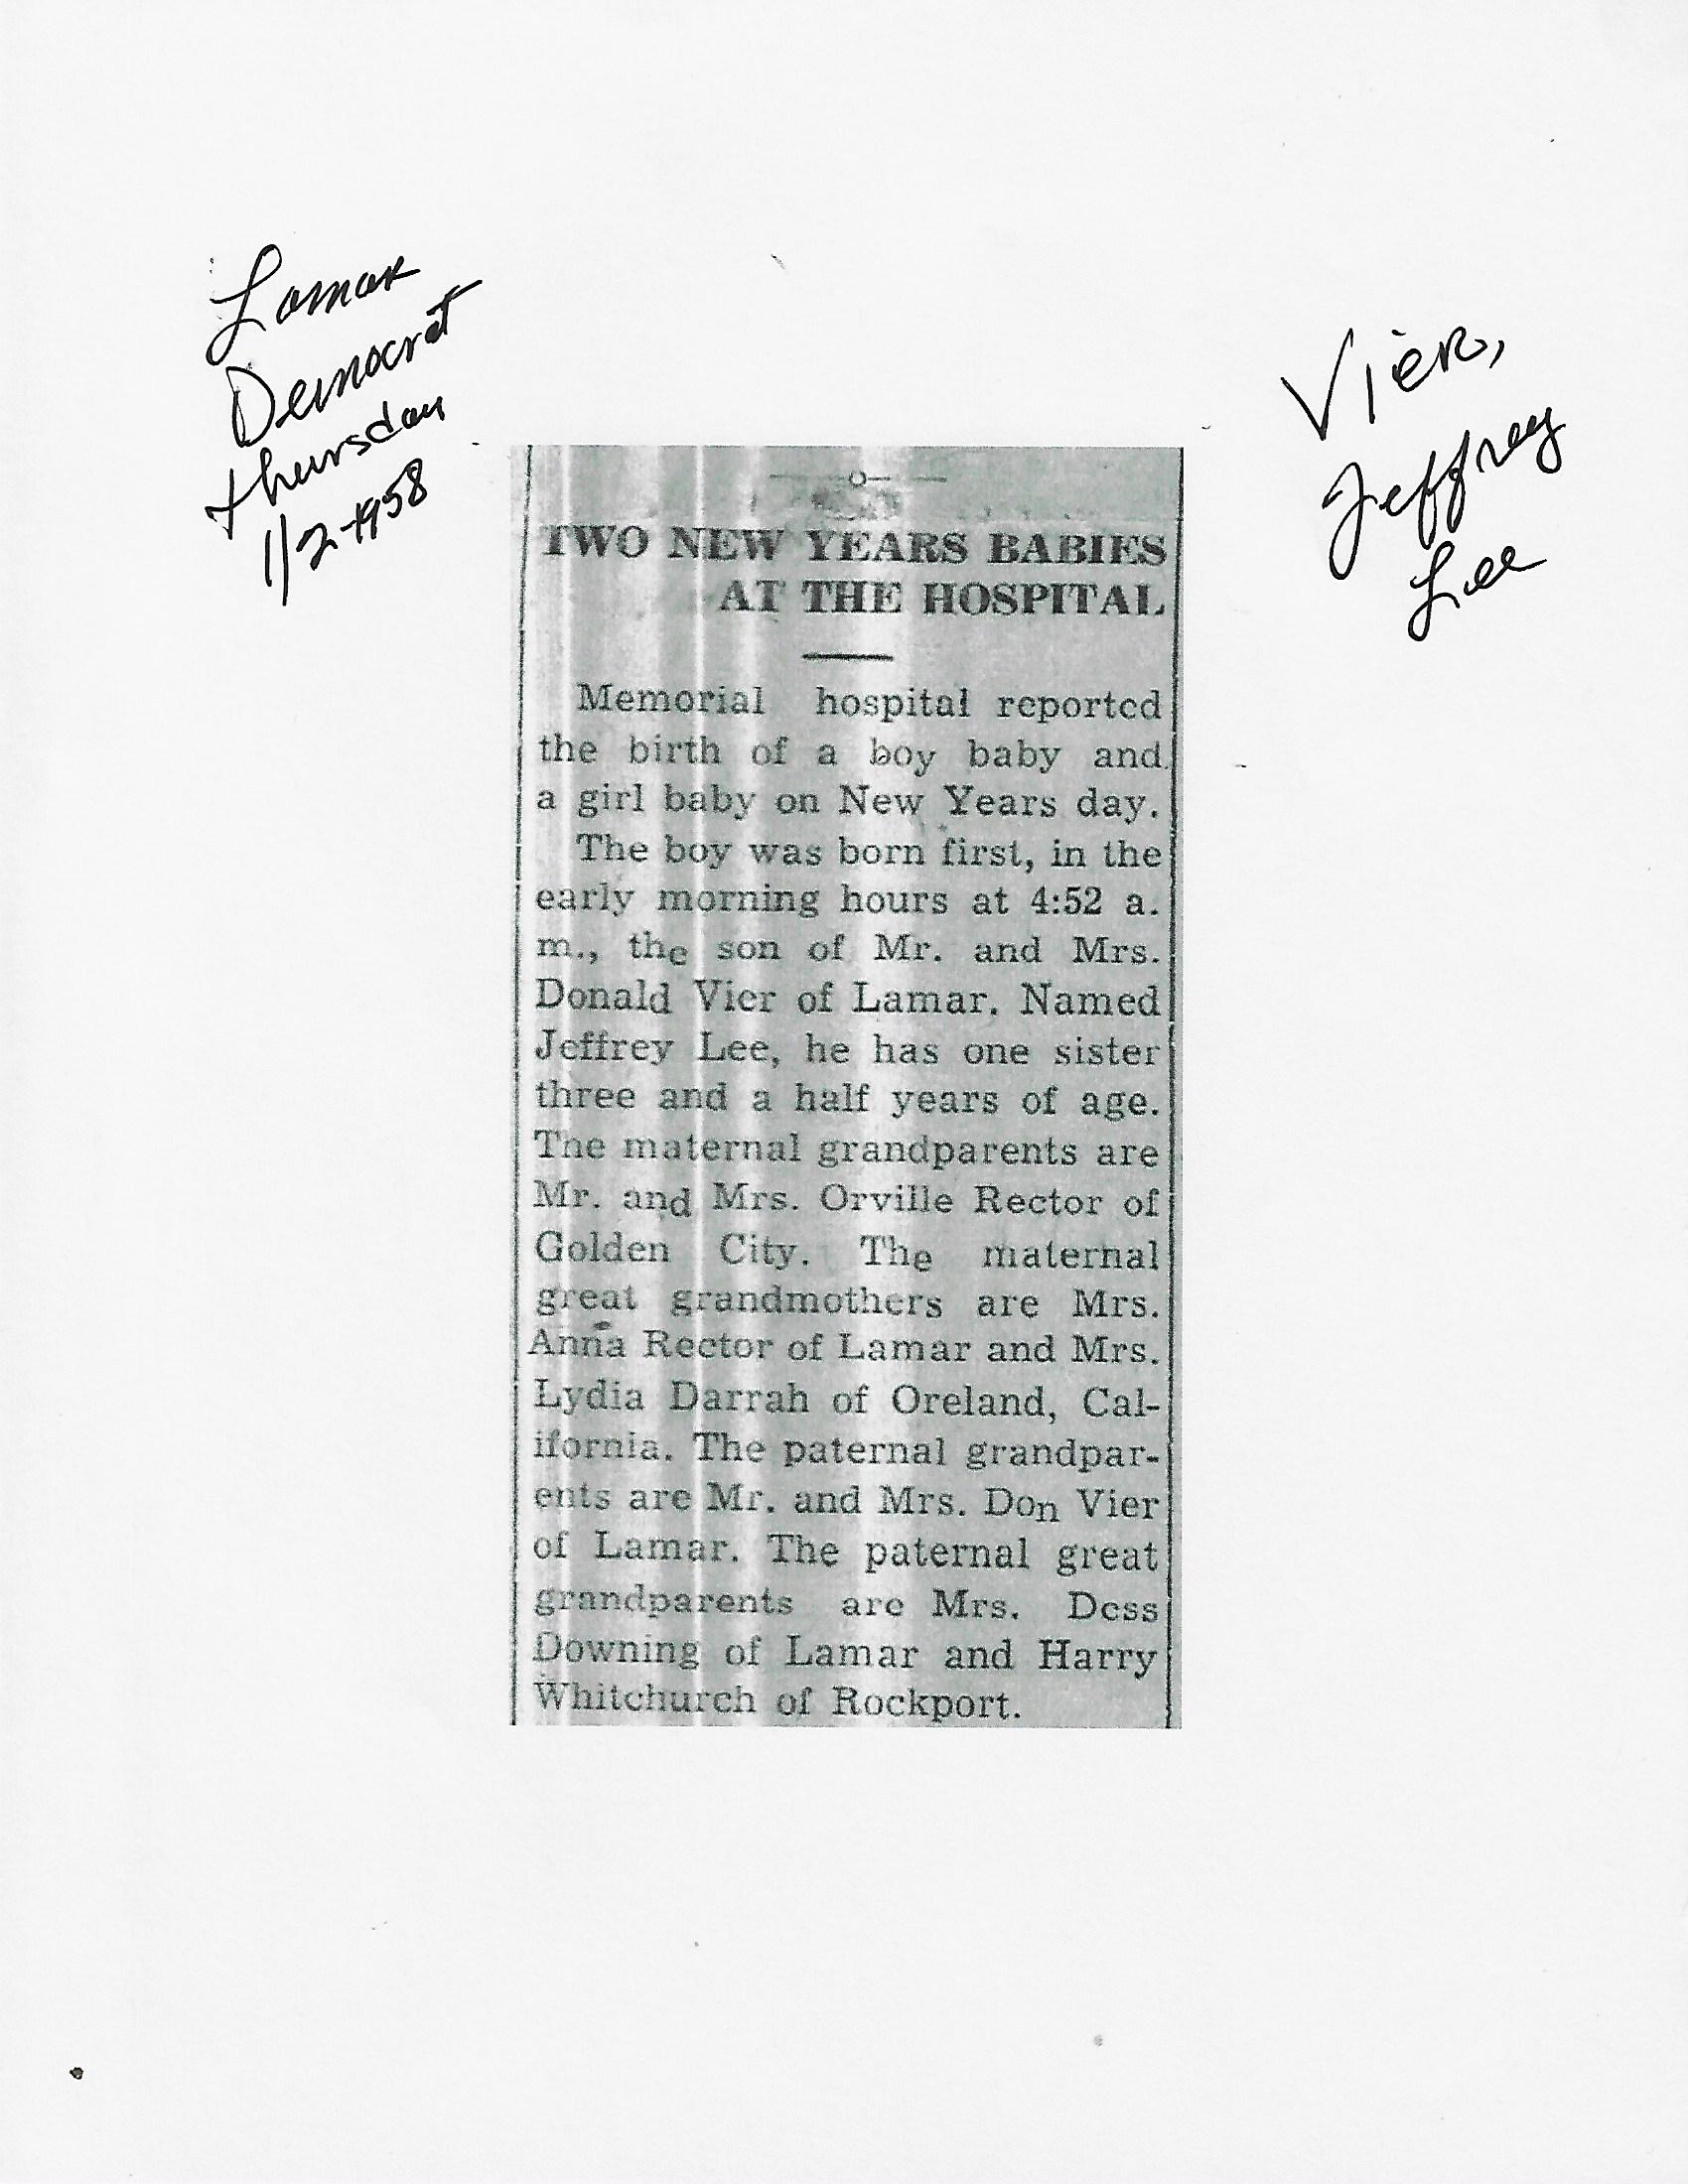 Lamar
Democrat
thursday
1/2-1958
Vier,
Jeffrey
Lee
TWO NEW YEARS BABIES
AT THE HOSPITAL
Memorial hospital reported
the birth of a boy baby and
a girl baby on New Years day.
The boy was born first, in the
early morning hours at 4:52 a.
m., the son of Mr. and Mrs.
Donald Vier of Lamar. Named
Jeffrey Lee, he has one sister
three and a half years of age.
The maternal grandparents are
Mr. and Mrs. Orville Rector of
Golden City. The maternal
great grandmothers are Mrs.
Anna Rector of Lamar and Mrs.
Lydia Darrah of Oreland, Cal-
ifornia. The paternal grandpar-
ents are Mr. and Mrs. Don Vier
of Lamar. The paternal great
grandparents are Mrs. Dess
Downing of Lamar and Harry
Whitchurch of Rockport.